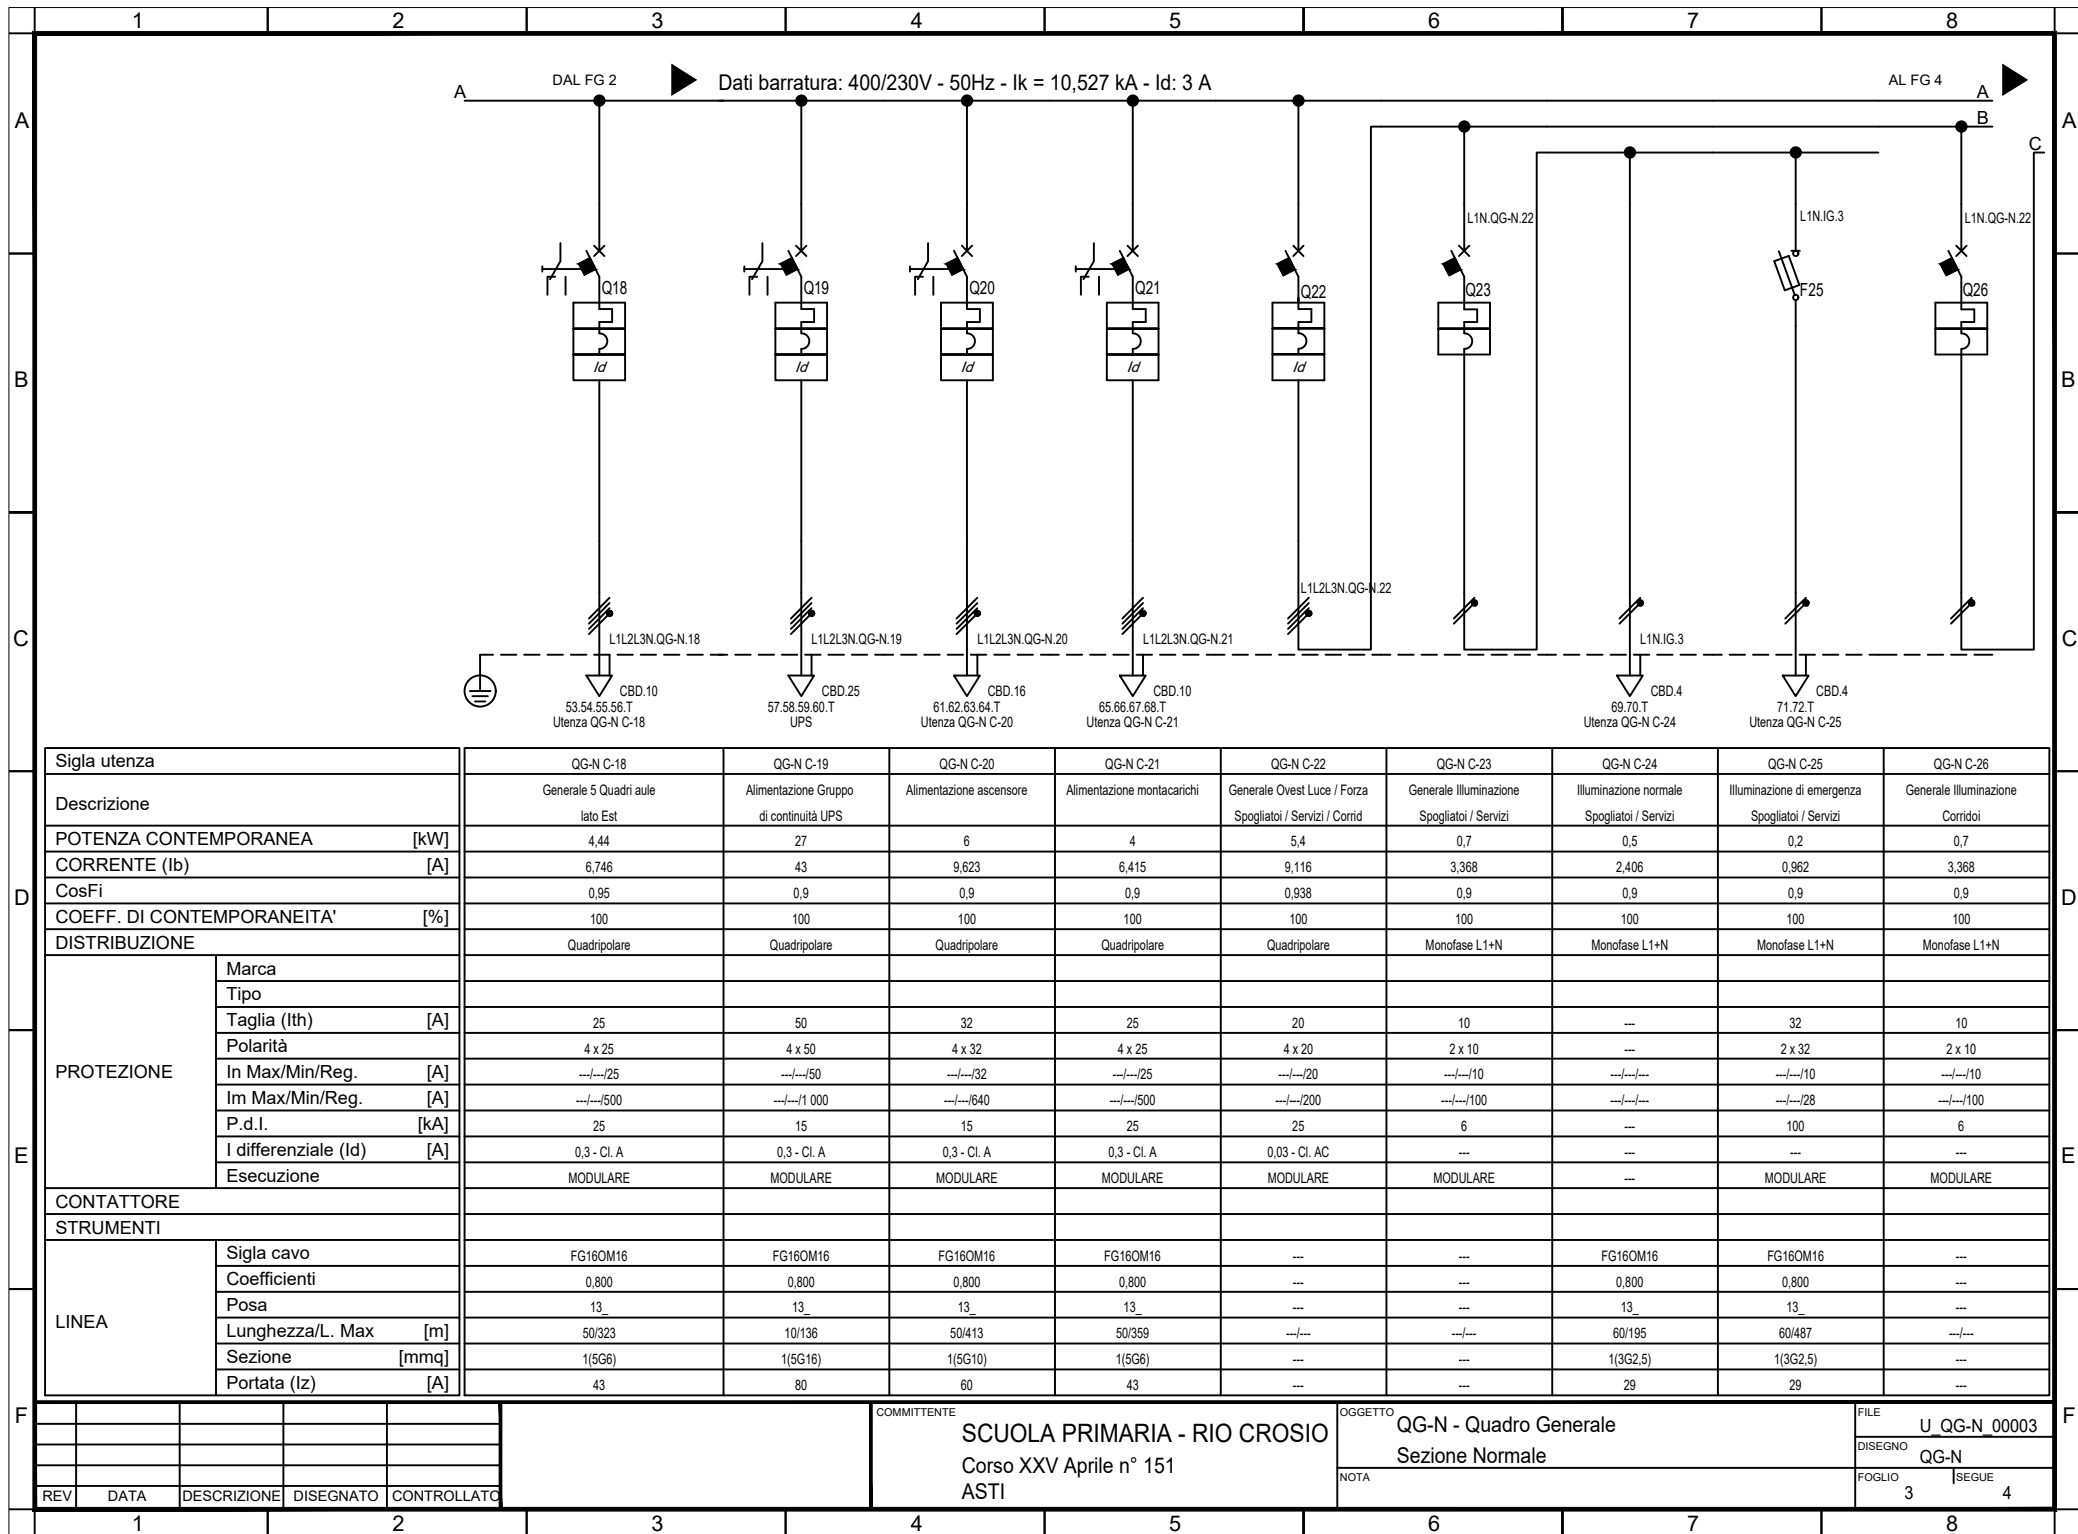 1 2 3 4 5 6 7 8
DAL FG 2 Dati barratura: 400/230V - 50Hz - Ik = 10,527 kA - Id: 3 A AL FG 4
A A
B
A A
C
L1N.QG-N.22 L1N.IG.3 L1N.QG-N.22
Q18 Q19 Q20 Q21 Q22 Q23 F25 Q26
Id Id Id Id Id
B B
L1L2L3N.QG-N.22
C L1L2L3N.QG-N.18 L1L2L3N.QG-N.19 L1L2L3N.QG-N.20 L1L2L3N.QG-N.21 L1N.IG.3 C
CBD.10 CBD.25 CBD.16 CBD.10 CBD.4 CBD.4
53.54.55.56.T 57.58.59.60.T 61.62.63.64.T 65.66.67.68.T 69.70.T 71.72.T
Utenza QG-N C-18 UPS Utenza QG-N C-20 Utenza QG-N C-21 Utenza QG-N C-24 Utenza QG-N C-25
Sigla utenza QG-N C-18 QG-N C-19 QG-N C-20 QG-N C-21 QG-N C-22 QG-N C-23 QG-N C-24 QG-N C-25 QG-N C-26
Descrizione
Generale 5 Quadri aule Alimentazione Gruppo Alimentazione ascensore Alimentazione montacarichi Generale Ovest Luce / Forza Generale Illuminazione Illuminazione normale Illuminazione di emergenza Generale Illuminazione
lato Est di continuità UPS Spogliatoi / Servizi / Corrid Spogliatoi / Servizi Spogliatoi / Servizi Spogliatoi / Servizi Corridoi
POTENZA CONTEMPORANEA [kW] 4,44 27 6 4 5,4 0,7 0,5 0,2 0,7
CORRENTE (Ib) [A] 6,746 43 9,623 6,415 9,116 3,368 2,406 0,962 3,368
D CosFi 0,95 0,9 0,9 0,9 0,938 0,9 0,9 0,9 0,9 D
COEFF. DI CONTEMPORANEITA' [%] 100 100 100 100 100 100 100 100 100
DISTRIBUZIONE Quadripolare Quadripolare Quadripolare Quadripolare Quadripolare Monofase L1+N Monofase L1+N Monofase L1+N Monofase L1+N
PROTEZIONE
Marca
Tipo
Taglia (Ith) [A] 25 50 32 25 20 10 --- 32 10
Polarità 4 x 25 4 x 50 4 x 32 4 x 25 4 x 20 2 x 10 --- 2 x 32 2 x 10
In Max/Min/Reg. [A] ---/---/25 ---/---/50 ---/---/32 ---/---/25 ---/---/20 ---/---/10 ---/---/--- ---/---/10 ---/---/10
Im Max/Min/Reg. [A] ---/---/500 ---/---/1 000 ---/---/640 ---/---/500 ---/---/200 ---/---/100 ---/---/--- ---/---/28 ---/---/100
P.d.I. [kA] 25 15 15 25 25 6 --- 100 6
E I differenziale (Id) [A] 0,3 - Cl. A 0,3 - Cl. A 0,3 - Cl. A 0,3 - Cl. A 0,03 - Cl. AC --- --- --- --- E
Esecuzione MODULARE MODULARE MODULARE MODULARE MODULARE MODULARE --- MODULARE MODULARE
CONTATTORE
STRUMENTI
LINEA
Sigla cavo FG16OM16 FG16OM16 FG16OM16 FG16OM16 --- --- FG16OM16 FG16OM16 ---
Coefficienti 0,800 0,800 0,800 0,800 --- --- 0,800 0,800 ---
Posa 13_ 13_ 13_ 13_ --- --- 13_ 13_ ---
Lunghezza/L. Max [m] 50/323 10/136 50/413 50/359 ---/--- ---/--- 60/195 60/487 ---/---
Sezione [mmq] 1(5G6) 1(5G16) 1(5G10) 1(5G6) --- --- 1(3G2,5) 1(3G2,5) ---
Portata (Iz) [A] 43 80 60 43 --- --- 29 29 ---
F F
COMMITTENTE
SCUOLA PRIMARIA - RIO CROSIO
Corso XXV Aprile n° 151
ASTI
OGGETTO QG-N - Quadro Generale
Sezione Normale
NOTA
FILE U_QG-N_00003
DISEGNO QG-N
FOGLIO 3 SEGUE 4
REV DATA DESCRIZIONE DISEGNATO CONTROLLATO
1 2 3 4 5 6 7 8